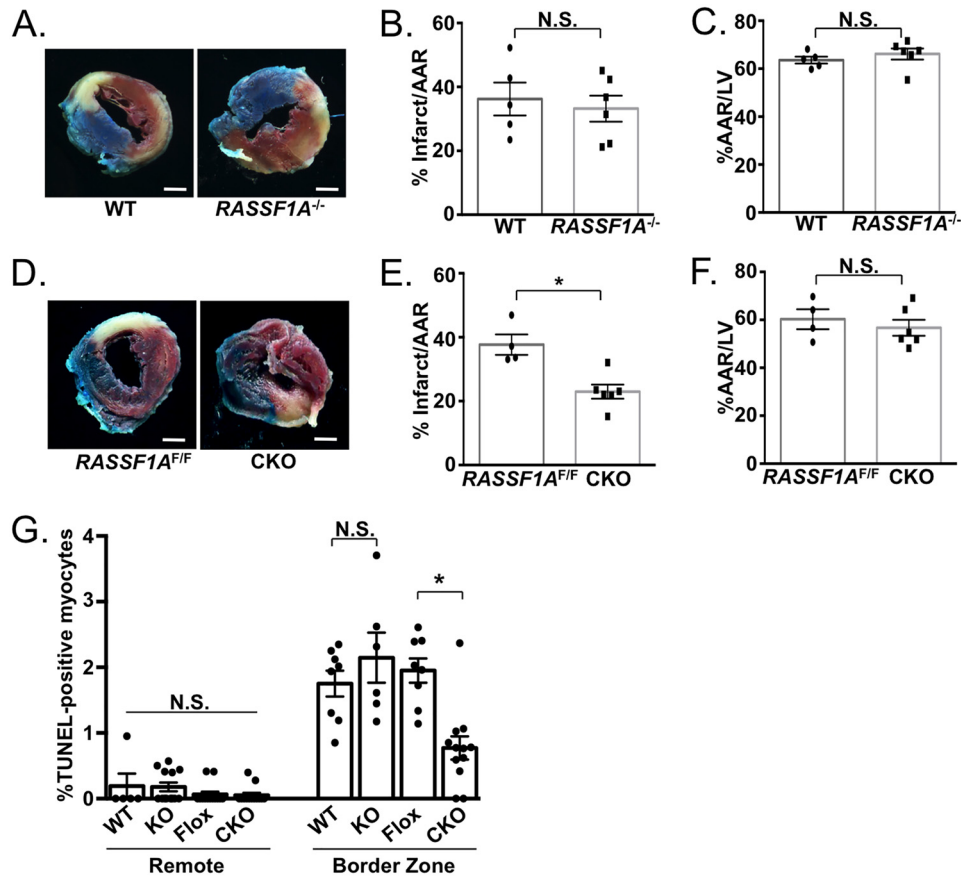 A.
WT
RASSF1A-/-
B.
% Infarct/AAR
60
40
20
0
N.S.
WT
RASSF1A-/-
C.
%AAR/LV
80
60
40
20
0
N.S.
WT
RASSF1A-/-
D.
RASSF1AF/F
CKO
E.
% Infarct/AAR
60
40
20
0
*
RASSF1AF/F
CKO
F.
%AAR/LV
80
60
40
20
0
N.S.
RASSF1AF/F
CKO
G.
%TUNEL-positive myocytes
4
3
2
1
0
N.S.
N.S.
*
WT
KO
Flox
CKO
WT
KO
Flox
CKO
Remote
Border Zone